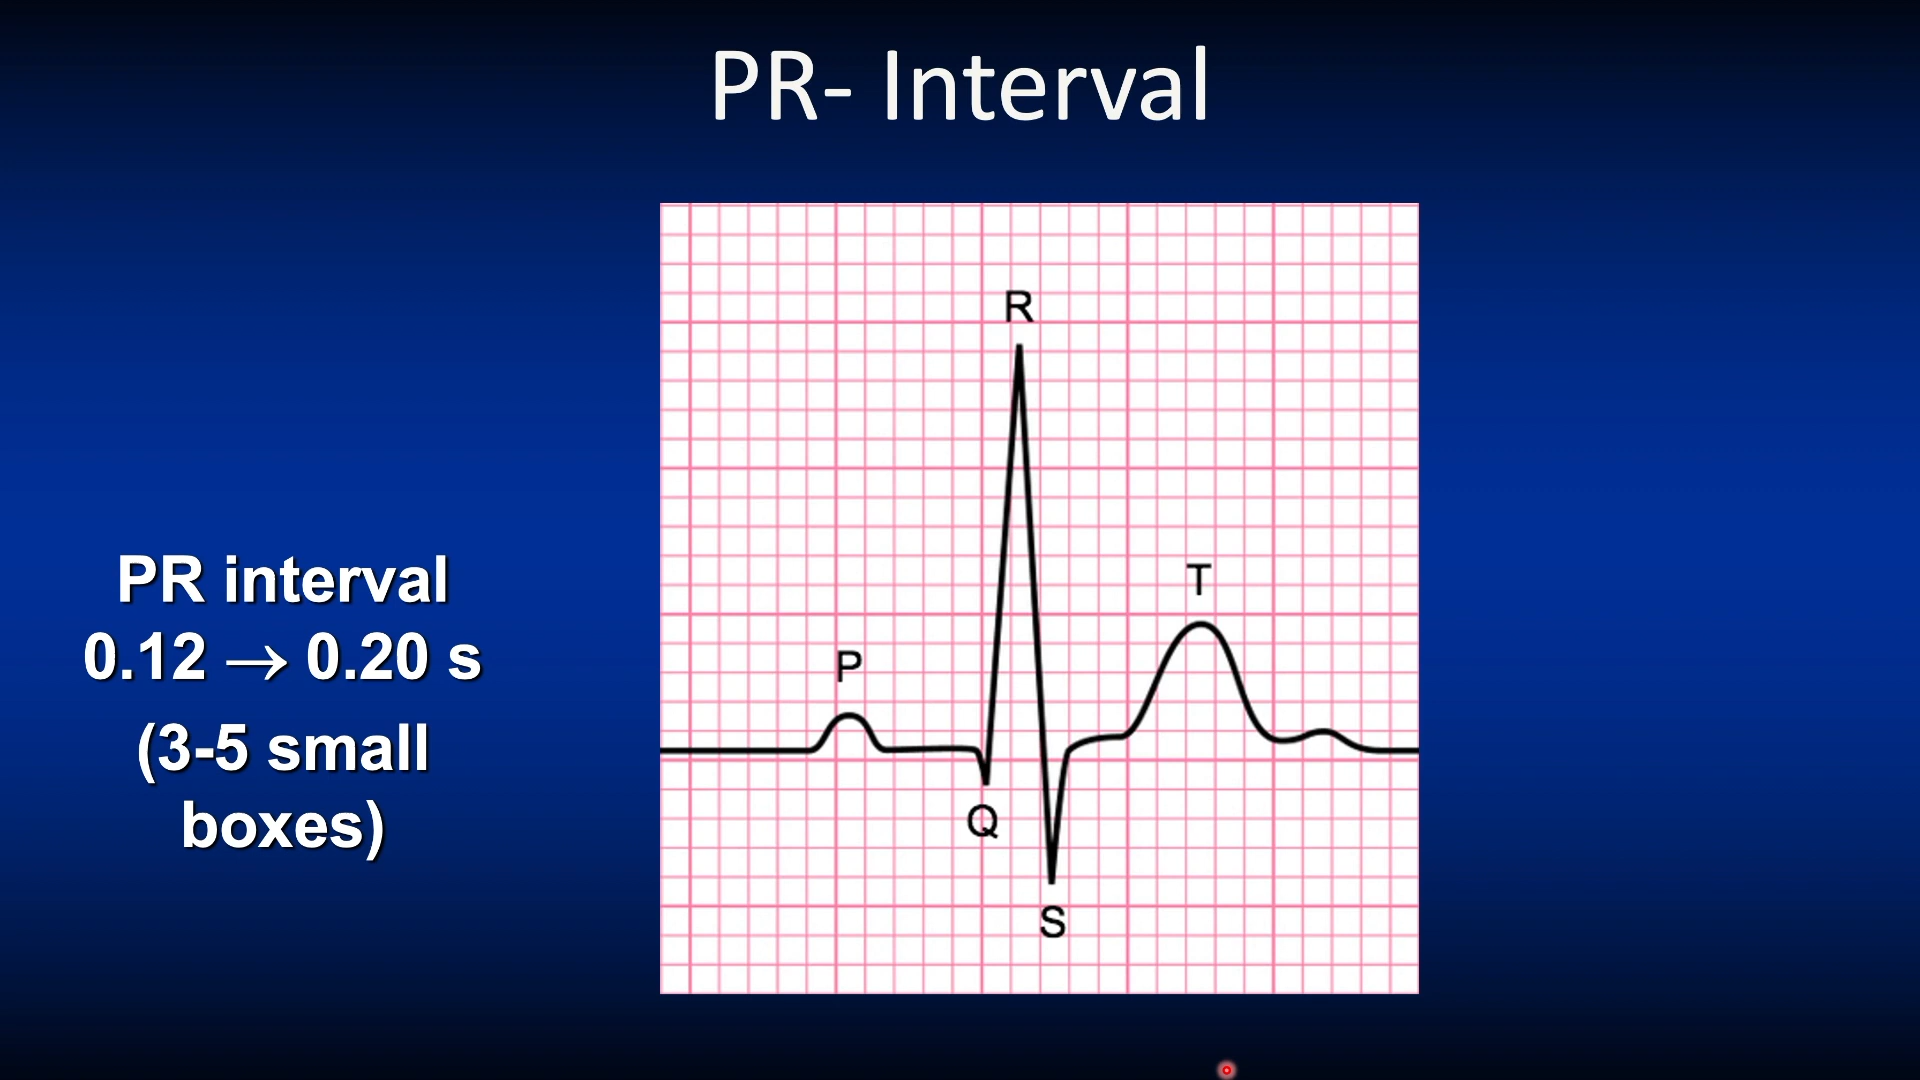 PR- Interval
R
T
P
Q
S
PR interval
0.12 → 0.20 s
(3-5 small
boxes)